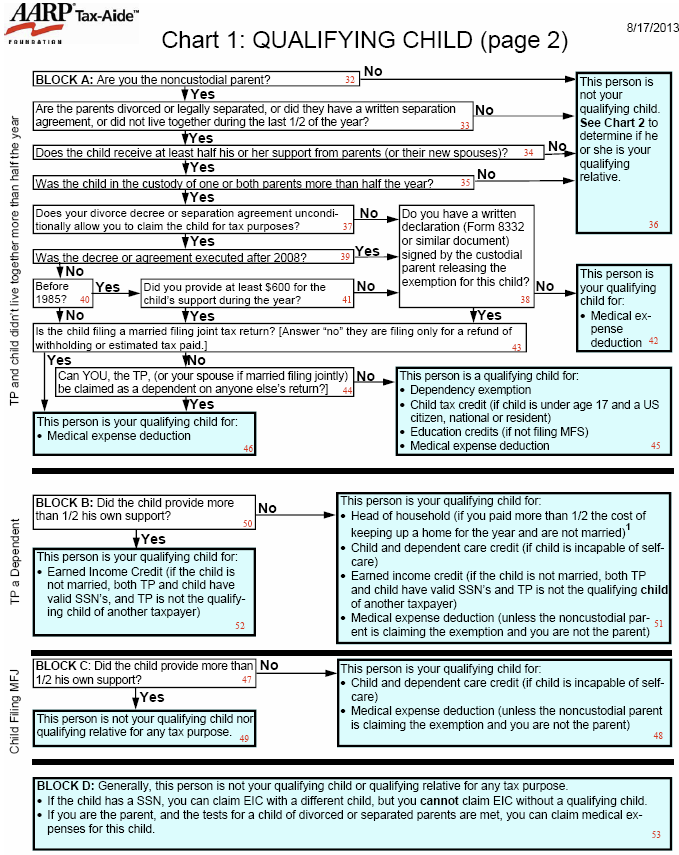 AARP Tax-Aide™
FOUNDATION
8/17/2013
Chart 1: QUALIFYING CHILD (page 2)
TP and child didn't live together more than half the year
BLOCK A: Are you the noncustodial parent?
32
No
Yes
Are the parents divorced or legally separated, or did they have a written separation
agreement, or did not live together during the last 1/2 of the year?
33
No
Yes
Does the child receive at least half his or her support from parents (or their new spouses)?
34
No
Yes
Was the child in the custody of one or both parents more than half the year?
35
No
Yes
This person is
not your
qualifying child.
See Chart 2 to
determine if he
or she is your
qualifying
relative.
36
Does your divorce decree or separation agreement uncondi-
tionally allow you to claim the child for tax purposes?
37
No
Yes
Do you have a written
declaration (Form 8332
or similar document)
signed by the custodial
parent releasing the
exemption for this child?
38
No
Yes
Was the decree or agreement executed after 2008?
39
Yes
No
Before
1985?
40
Yes
No
Did you provide at least $600 for the
child's support during the year?
41
No
Yes
This person is
your qualifying
child for:
• Medical ex-
pense
deduction
42
Is the child filing a married filing joint tax return? [Answer "no" they are filing only for a refund of
withholding or estimated tax paid.]
43
Yes
No
Can YOU, the TP, (or your spouse if married filing jointly)
be claimed as a dependent on anyone else's return?]
44
No
Yes
This person is a qualifying child for:
• Dependency exemption
• Child tax credit (if child is under age 17 and a US
citizen, national or resident)
• Education credits (if not filing MFS)
• Medical expense deduction
45
This person is your qualifying child for:
• Medical expense deduction
46
TP a Dependent
BLOCK B: Did the child provide more
than 1/2 his own support?
50
No
Yes
This person is your qualifying child for:
• Earned Income Credit (if the child is
not married, both TP and child have
valid SSN's, and TP is not the qualify-
ing child of another taxpayer)
52
This person is your qualifying child for:
• Head of household (if you paid more than 1/2 the cost of
keeping up a home for the year and are not married)1
• Child and dependent care credit (if child is incapable of self-
care)
• Earned income credit (if the child is not married, both TP
and child have valid SSN's and TP is not the qualifying child
of another taxpayer)
• Medical expense deduction (unless the noncustodial par-
ent is claiming the exemption and you are not the parent)
51
Child Filing MFJ
BLOCK C: Did the child provide more than
1/2 his own support?
47
No
Yes
This person is not your qualifying child nor
qualifying relative for any tax purpose.
49
This person is your qualifying child for:
• Child and dependent care credit (if child is incapable of self-
care)
• Medical expense deduction (unless the noncustodial parent
is claiming the exemption and you are not the parent)
48
BLOCK D: Generally, this person is not your qualifying child or qualifying relative for any tax purpose.
• If the child has a SSN, you can claim EIC with a different child, but you cannot claim EIC without a qualifying child.
• If you are the parent, and the tests for a child of divorced or separated parents are met, you can claim medical ex-
penses for this child.
53